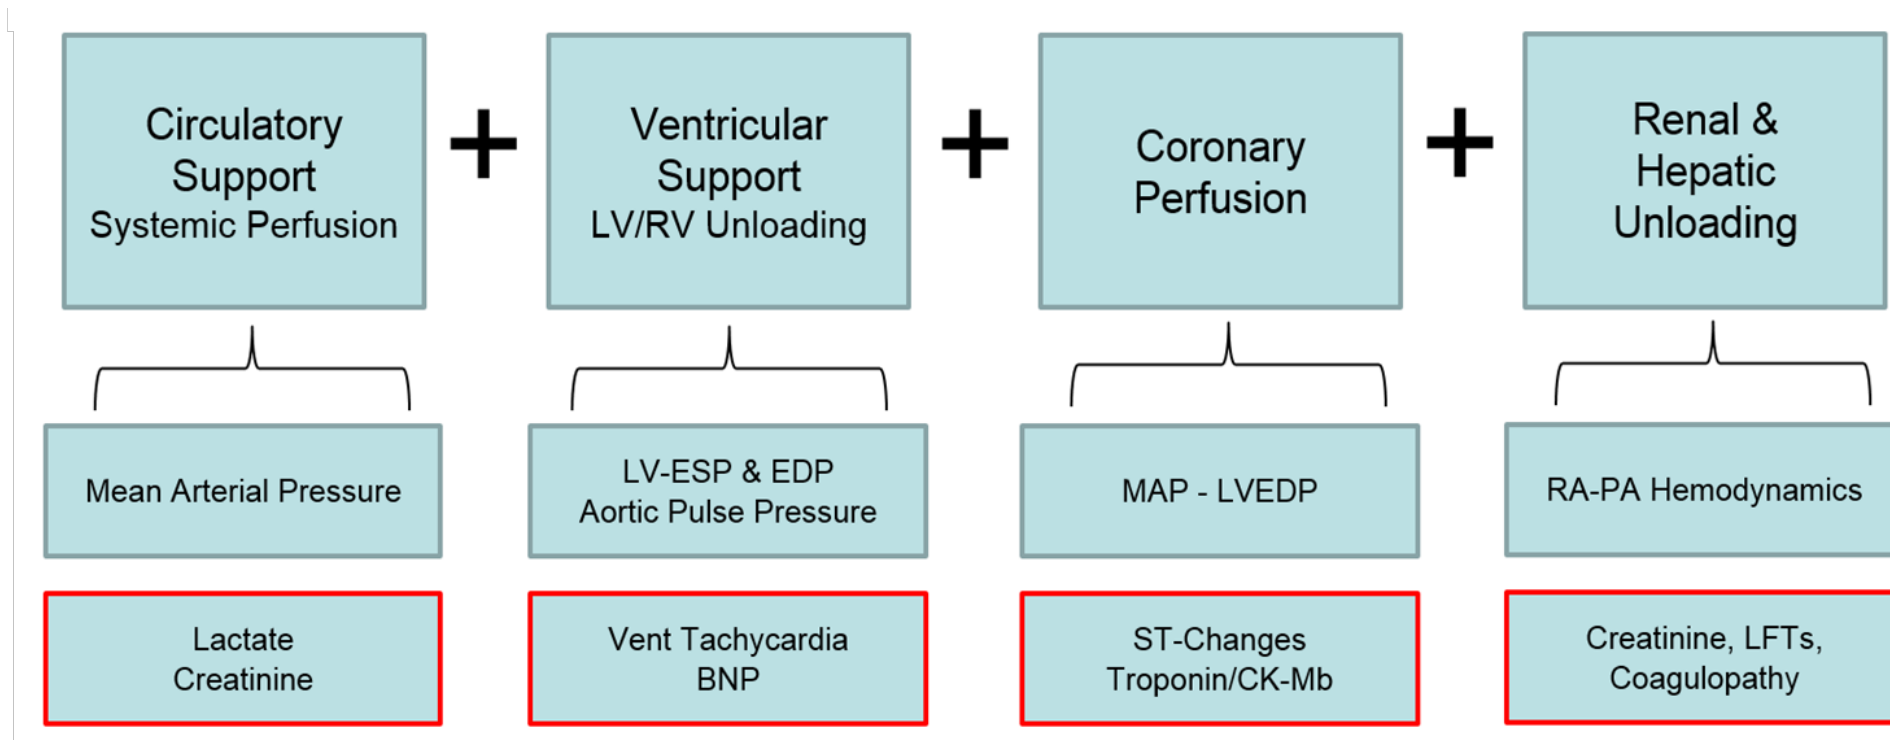 Circulatory
Support
Systemic Perfusion
+
Ventricular
Support
LV/RV Unloading
+
Coronary
Perfusion
+
Renal &
Hepatic
Unloading
Mean Arterial Pressure
LV-ESP & EDP
Aortic Pulse Pressure
MAP - LVEDP
RA-PA Hemodynamics
Lactate
Creatinine
Vent Tachycardia
BNP
ST-Changes
Troponin/CK-Mb
Creatinine, LFTs,
Coagulopathy